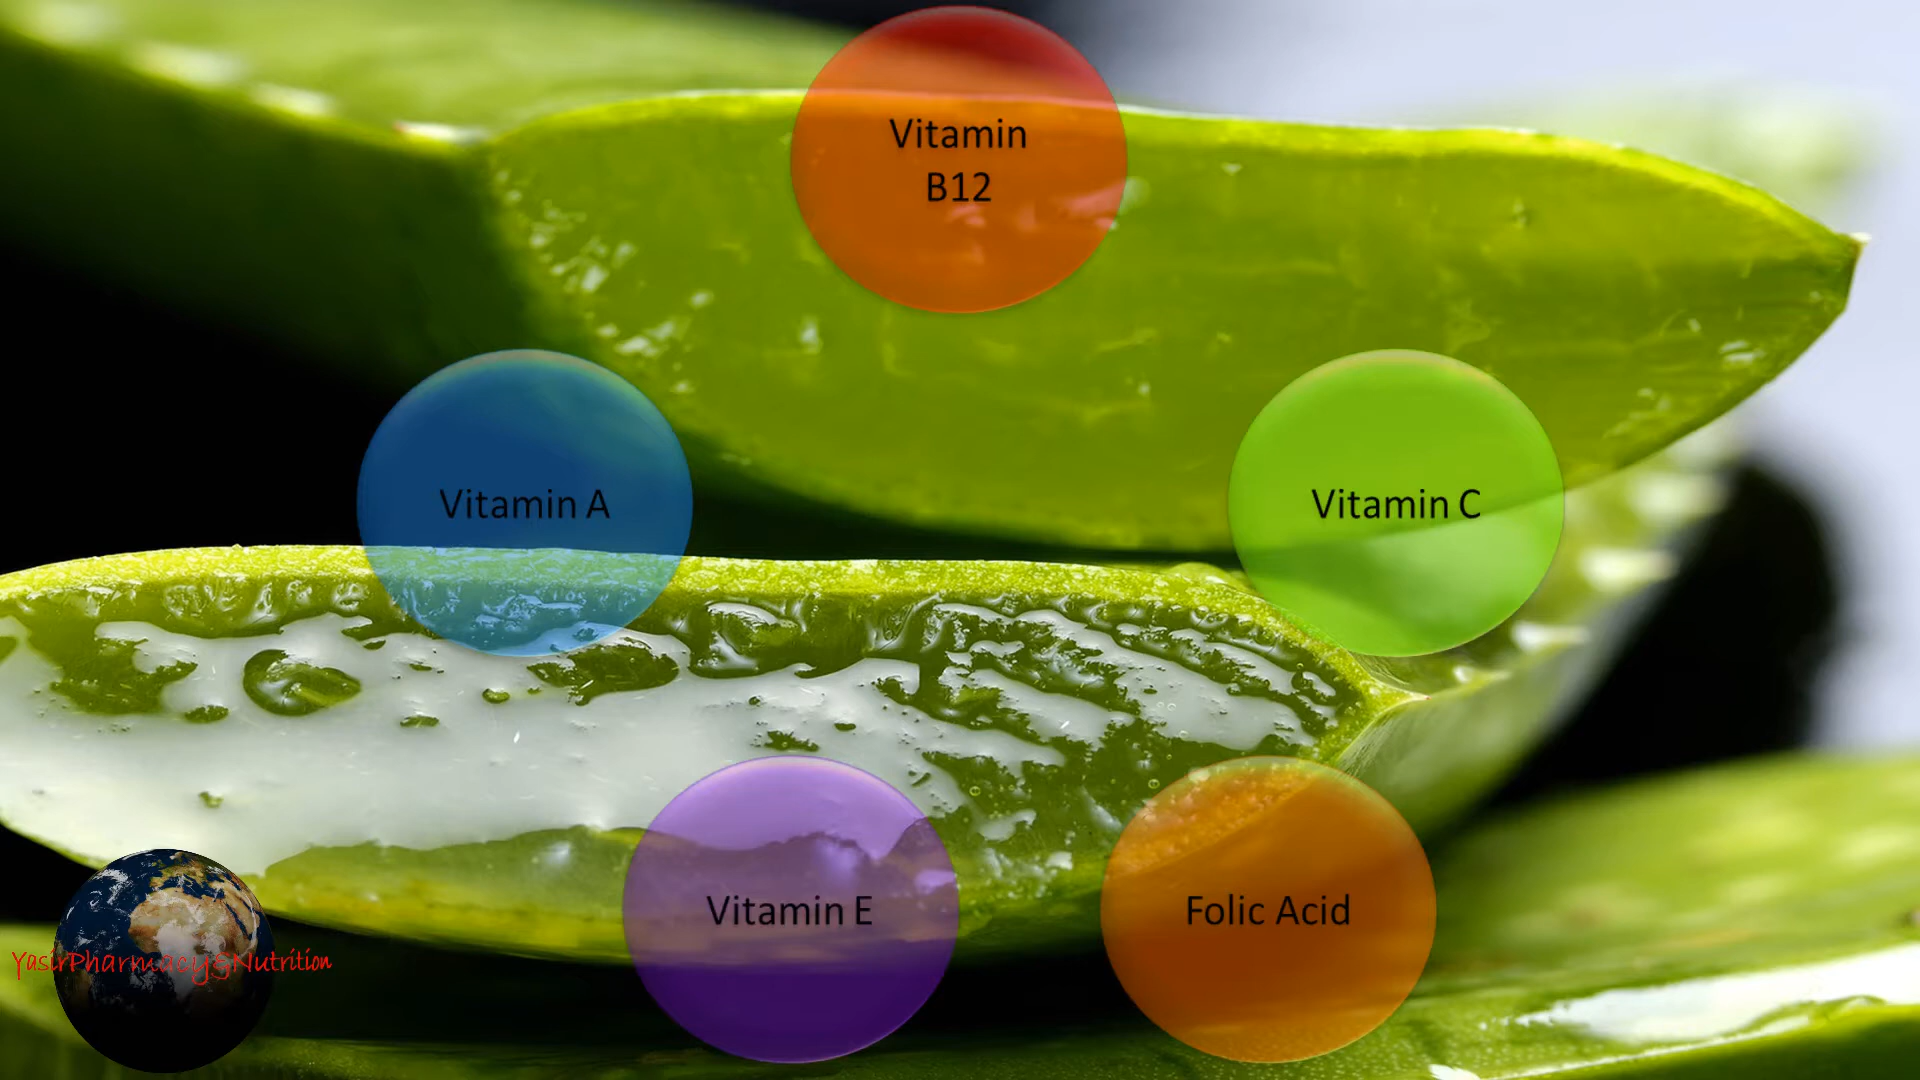 Vitamin
B12
Vitamin A
Vitamin C
Vitamin E
Folic Acid
YasirPharmacy&Nutrition